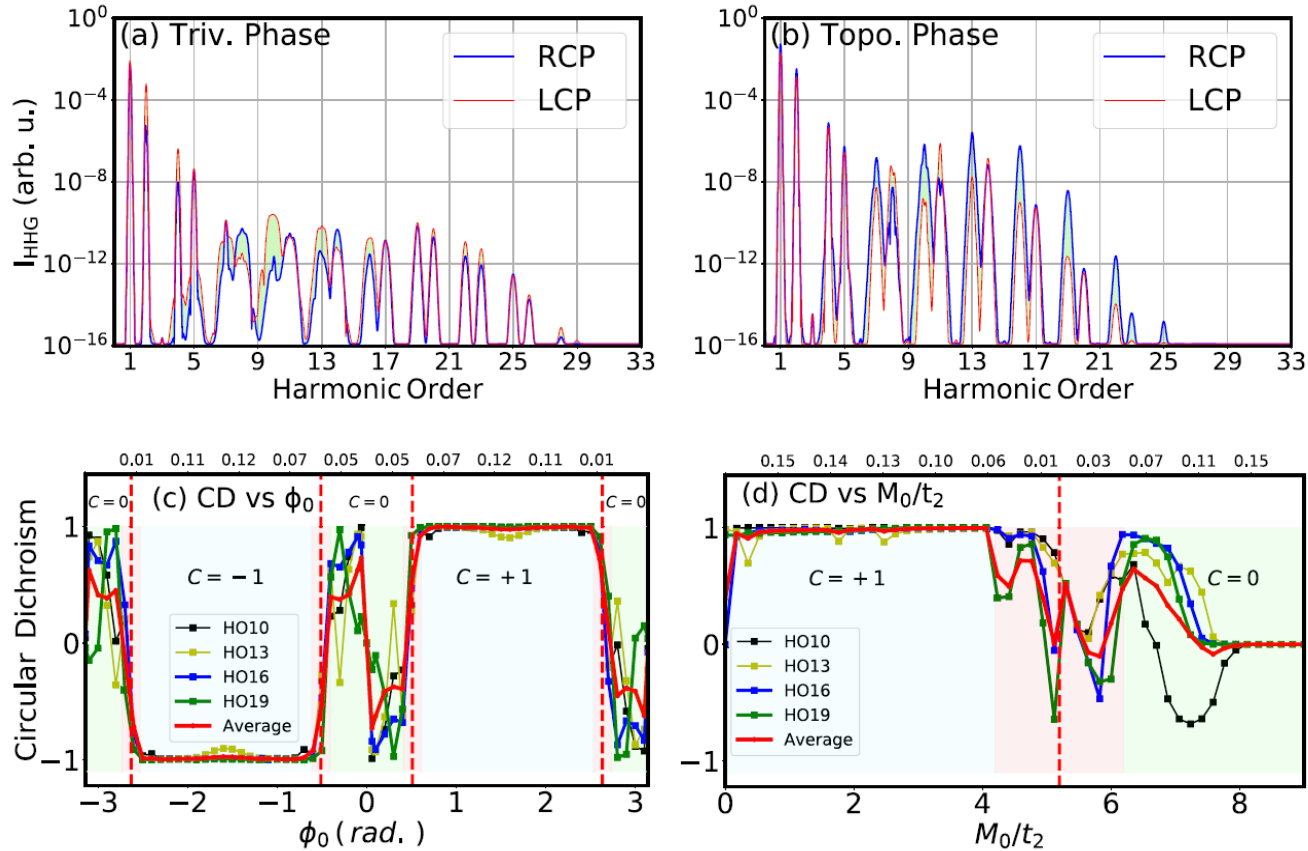 (a) Triv. Phase
RCP
LCP
10^0
10^-4
10^-8
10^-12
10^-16
I_HHG (arb. u.)
1 5 9 13 17 21 25 29 33
Harmonic Order
(b) Topo. Phase
RCP
LCP
10^0
10^-4
10^-8
10^-12
10^-16
1 5 9 13 17 21 25 29 33
Harmonic Order
0.01 0.11 0.12 0.07 0.05 0.05 0.07 0.12 0.11 0.01
C = 0 (c) CD vs ϕ_0 C = 0 C = 0
C = −1 C = +1
HO10
HO13
HO16
HO19
Average
1
0
−1
Circular Dichroism
−3 −2 −1 0 1 2 3
ϕ_0 (rad.)
0.15 0.14 0.13 0.10 0.06 0.01 0.03 0.07 0.11 0.15
(d) CD vs M_0/t_2
C = +1 C = 0
HO10
HO13
HO16
HO19
Average
1
0
−1
0 2 4 6 8
M_0/t_2